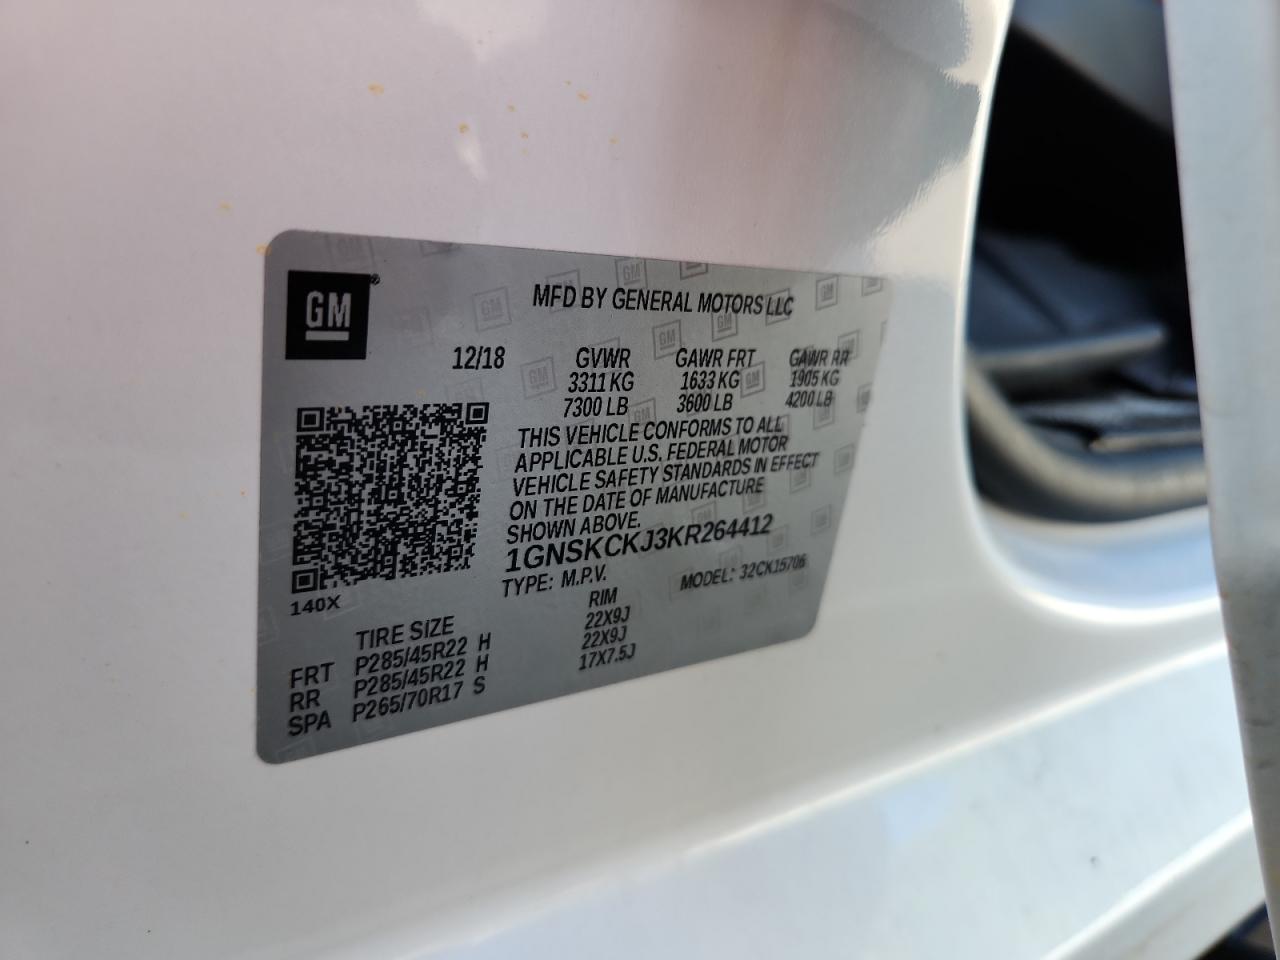 GM®
MFD BY GENERAL MOTORS LLC
12/18 GVWR GAWR FRT GAWR RR
3311 KG 1633 KG 1905 KG
7300 LB 3600 LB 4200 LB
THIS VEHICLE CONFORMS TO ALL
APPLICABLE U.S. FEDERAL MOTOR
VEHICLE SAFETY STANDARDS IN EFFECT
ON THE DATE OF MANUFACTURE
SHOWN ABOVE.
1GNSKCKJ3KR264412
TYPE: M.P.V. MODEL: 32CK15706
140X
TIRE SIZE RIM
FRT P285/45R22 H 22X9J
RR P285/45R22 H 22X9J
SPA P265/70R17 S 17X7.5J